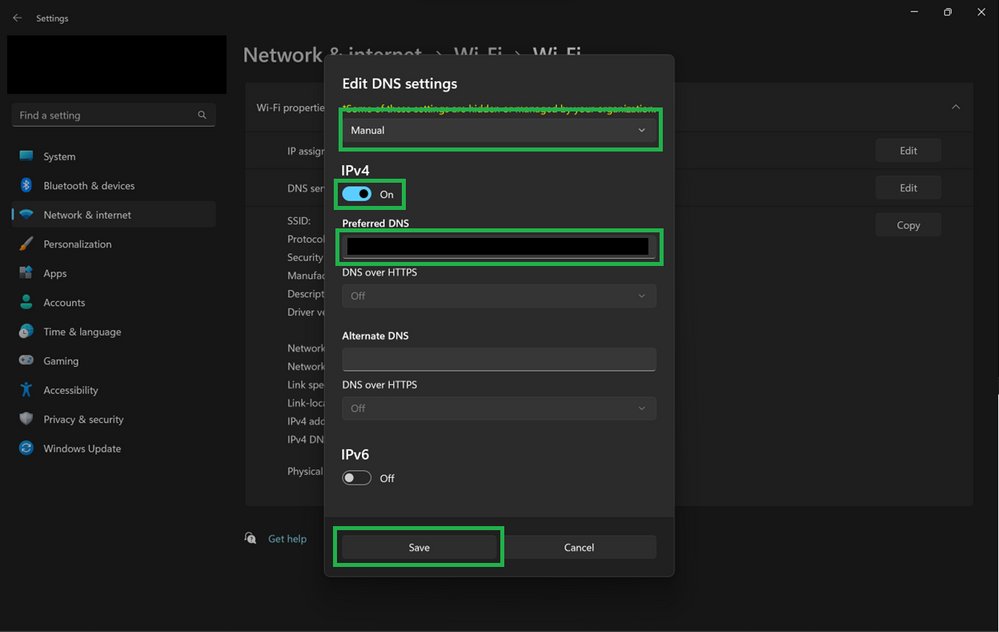 Settings
Network & internet > Wi-Fi > Wi-Fi
Find a setting
System
Bluetooth & devices
Network & internet
Personalization
Apps
Accounts
Time & language
Gaming
Accessibility
Privacy & security
Windows Update
Wi-Fi propertie
IP assigr
Edit
DNS ser
Edit
SSID:
Copy
Protocol
Security
Manufac
Descript
Driver ve
Network
Network
Link spe
Link-loca
IPv4 add
IPv4 DN
Physical
Get help
Edit DNS settings
*Some of these settings are hidden or managed by your organization.
Manual
IPv4
On
Preferred DNS
DNS over HTTPS
Off
Alternate DNS
DNS over HTTPS
Off
IPv6
Off
Save
Cancel